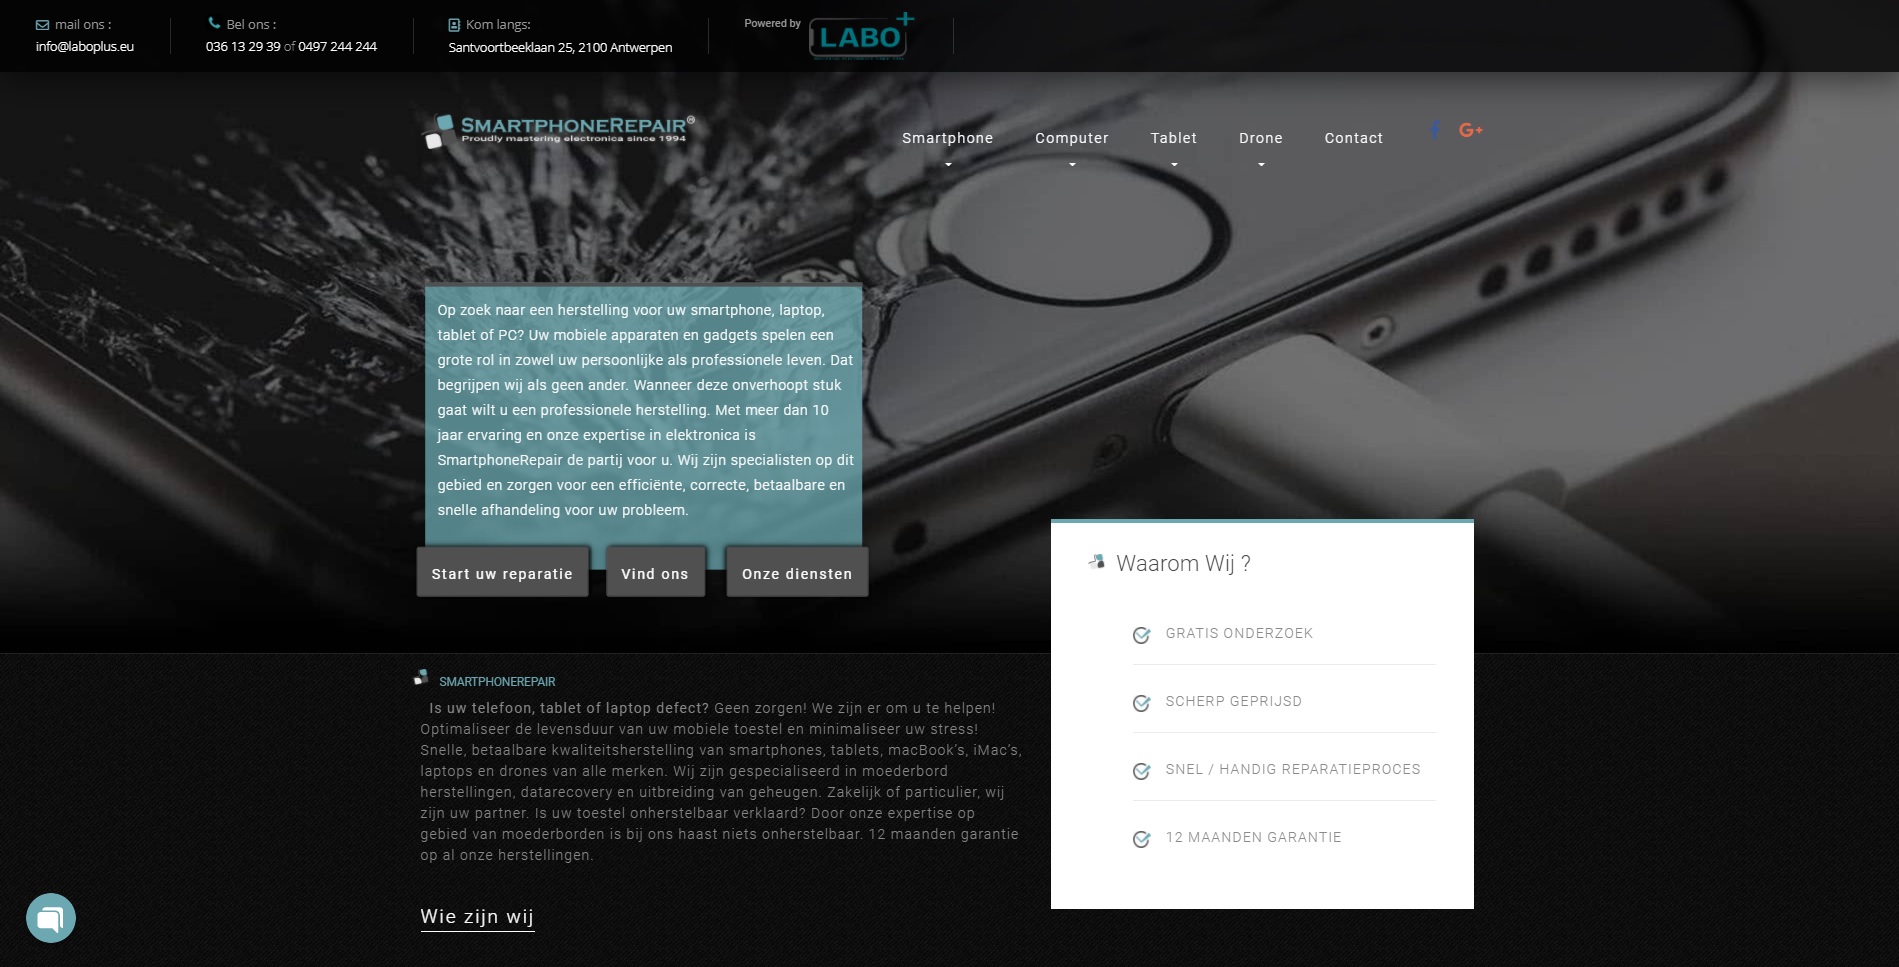 mail ons :
info@laboplus.eu
Bel ons :
036 13 29 39 of 0497 244 244
Kom langs:
Santvoortbeeklaan 25, 2100 Antwerpen
Powered by
LABO
SMARTPHONEREPAIR®
Proudly mastering electronica since 1994
Smartphone
Computer
Tablet
Drone
Contact
G+
Op zoek naar een herstelling voor uw smartphone, laptop,
tablet of PC? Uw mobiele apparaten en gadgets spelen een
grote rol in zowel uw persoonlijke als professionele leven. Dat
begrijpen wij als geen ander. Wanneer deze onverhoopt stuk
gaat wilt u een professionele herstelling. Met meer dan 10
jaar ervaring en onze expertise in elektronica is
SmartphoneRepair de partij voor u. Wij zijn specialisten op dit
gebied en zorgen voor een efficiënte, correcte, betaalbare en
snelle afhandeling voor uw probleem.
Start uw reparatie
Vind ons
Onze diensten
Waarom Wij ?
GRATIS ONDERZOEK
SCHERP GEPRIJSD
SNEL / HANDIG REPARATIEPROCES
12 MAANDEN GARANTIE
SMARTPHONEREPAIR
Is uw telefoon, tablet of laptop defect? Geen zorgen! We zijn er om u te helpen!
Optimaliseer de levensduur van uw mobiele toestel en minimaliseer uw stress!
Snelle, betaalbare kwaliteitsherstelling van smartphones, tablets, macBook's, iMac's,
laptops en drones van alle merken. Wij zijn gespecialiseerd in moederbord
herstellingen, datarecovery en uitbreiding van geheugen. Zakelijk of particulier, wij
zijn uw partner. Is uw toestel onherstelbaar verklaard? Door onze expertise op
gebied van moederborden is bij ons haast niets onherstelbaar. 12 maanden garantie
op al onze herstellingen.
Wie zijn wij